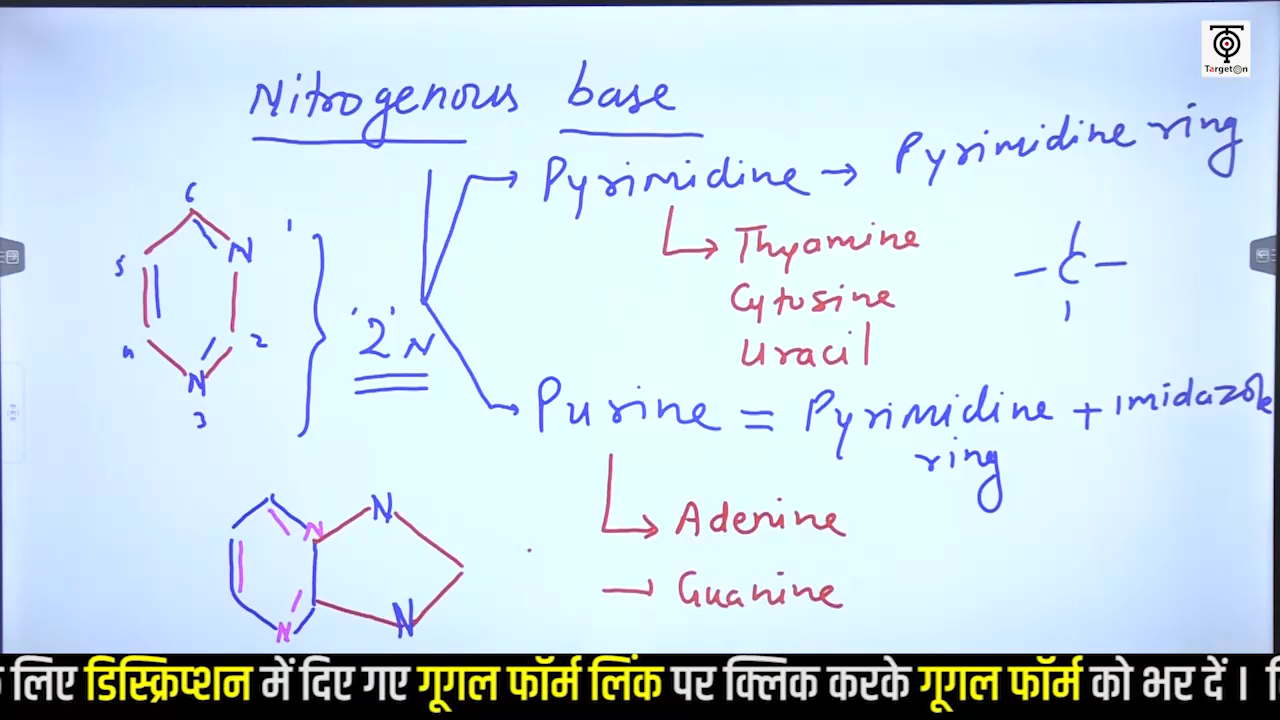 TargetOn
Nitrogenous base
Pyrimidine → Pyrimidine ring
Thyamine
Cytosine
Uracil
C
6
5
N
1
4
2
N
3
'2' N
Purine = Pyrimidine + imidazole
ring
Adenine
Guanine
N
N
N
N
लिए डिस्क्रिप्शन में दिए गए गूगल फॉर्म लिंक पर क्लिक करके गूगल फॉर्म को भर दें ।